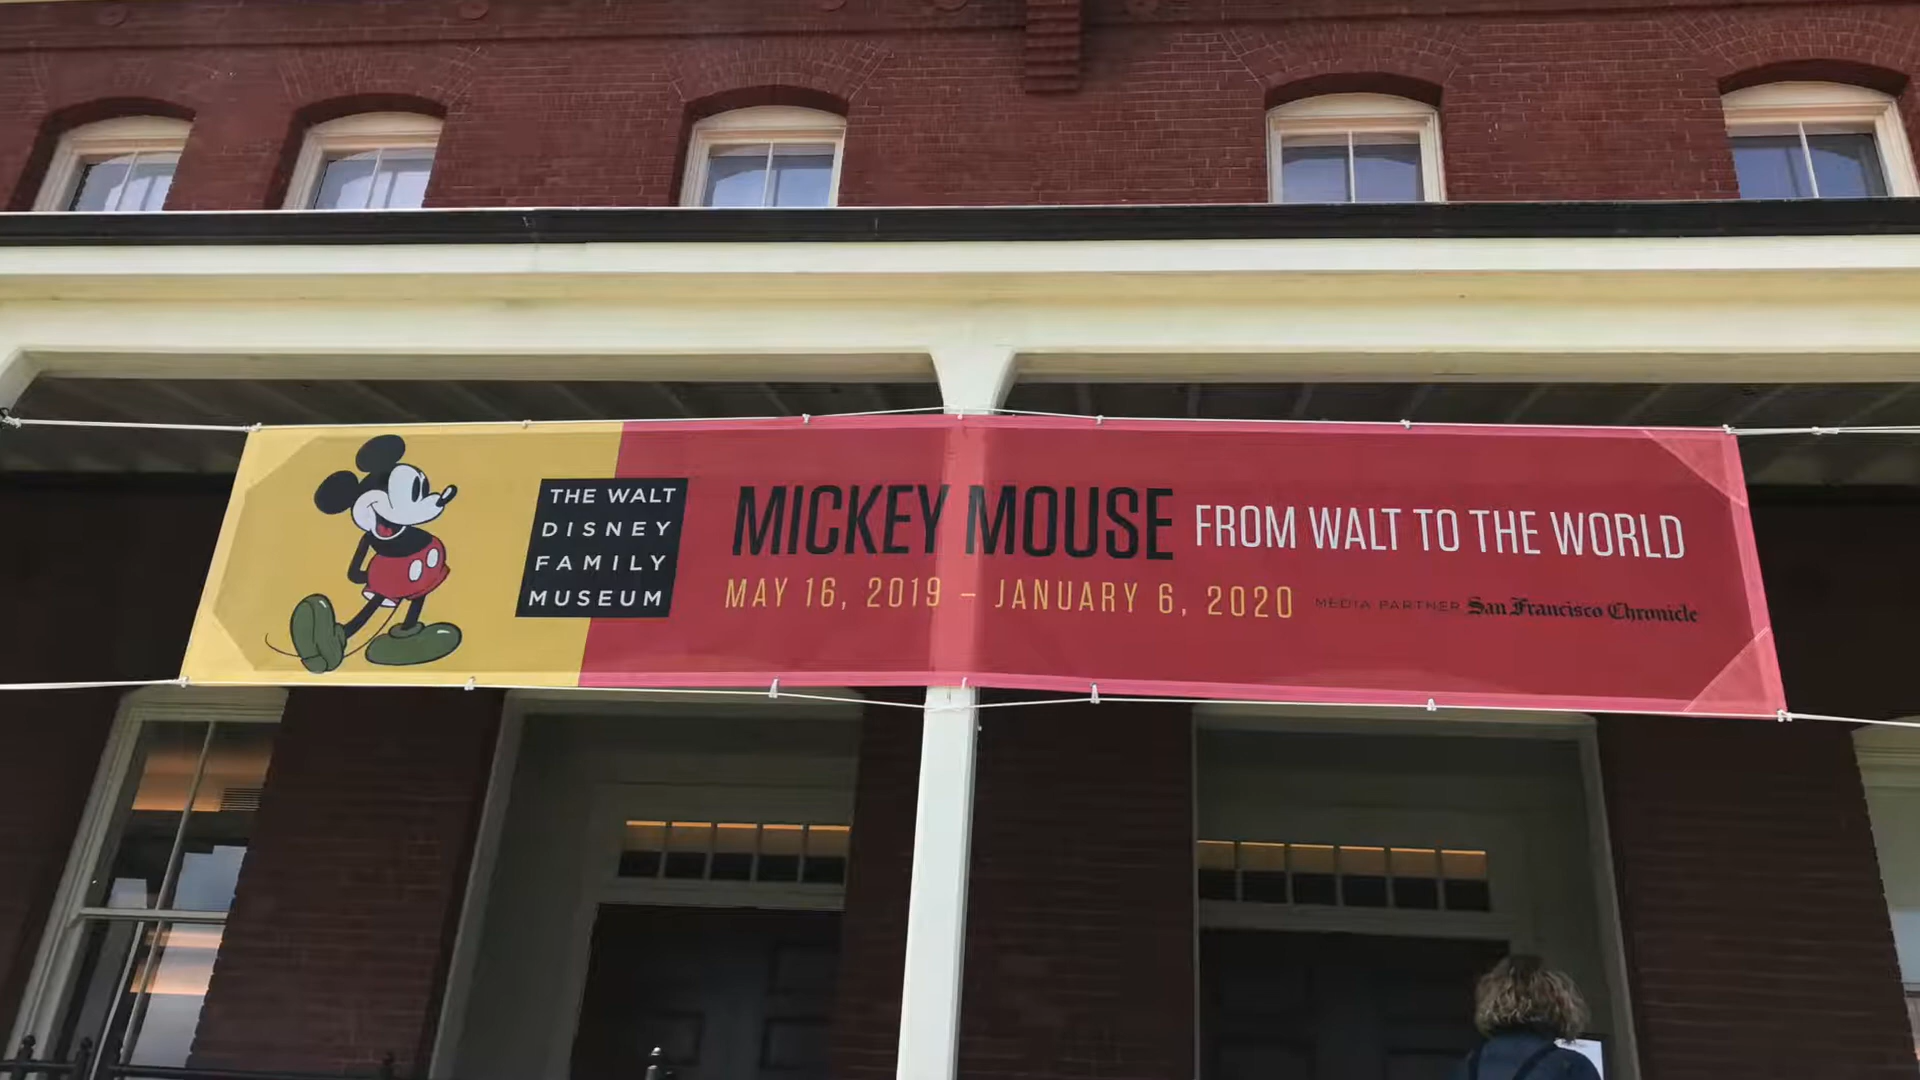 THE WALT
DISNEY
FAMILY
MUSEUM
MICKEY MOUSE FROM WALT TO THE WORLD
MAY 16, 2019 – JANUARY 6, 2020 MEDIA PARTNER San Francisco Chronicle